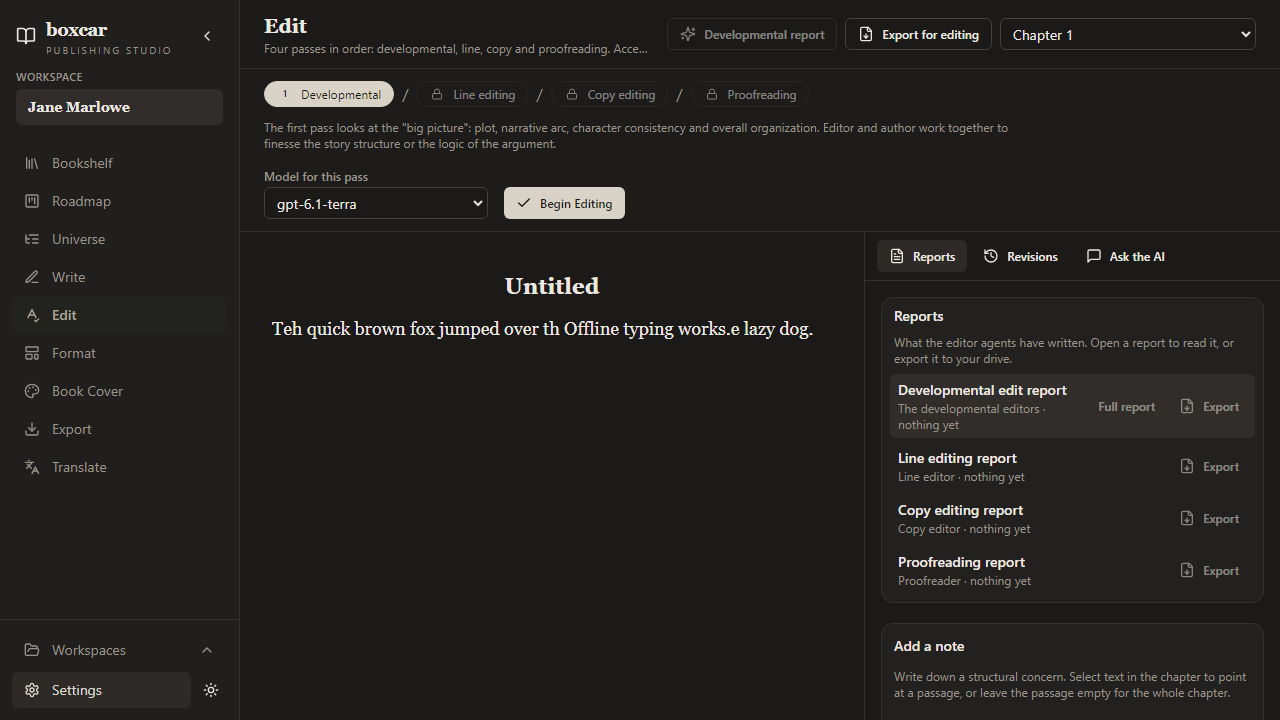 boxcar
PUBLISHING STUDIO
WORKSPACE
Jane Marlowe
Bookshelf
Roadmap
Universe
Write
Edit
Format
Book Cover
Export
Translate
Workspaces
Settings
Edit
Four passes in order: developmental, line, copy and proofreading. Acce...
Developmental report
Export for editing
Chapter 1
1 Developmental / Line editing / Copy editing / Proofreading
The first pass looks at the "big picture": plot, narrative arc, character consistency and overall organization. Editor and author work together to
finesse the story structure or the logic of the argument.
Model for this pass
gpt-6.1-terra
Begin Editing
Untitled
Teh quick brown fox jumped over th Offline typing works.e lazy dog.
Reports
Revisions
Ask the AI
Reports
What the editor agents have written. Open a report to read it, or
export it to your drive.
Developmental edit report
The developmental editors ·
nothing yet
Full report
Export
Line editing report
Line editor · nothing yet
Export
Copy editing report
Copy editor · nothing yet
Export
Proofreading report
Proofreader · nothing yet
Export
Add a note
Write down a structural concern. Select text in the chapter to point
at a passage, or leave the passage empty for the whole chapter.